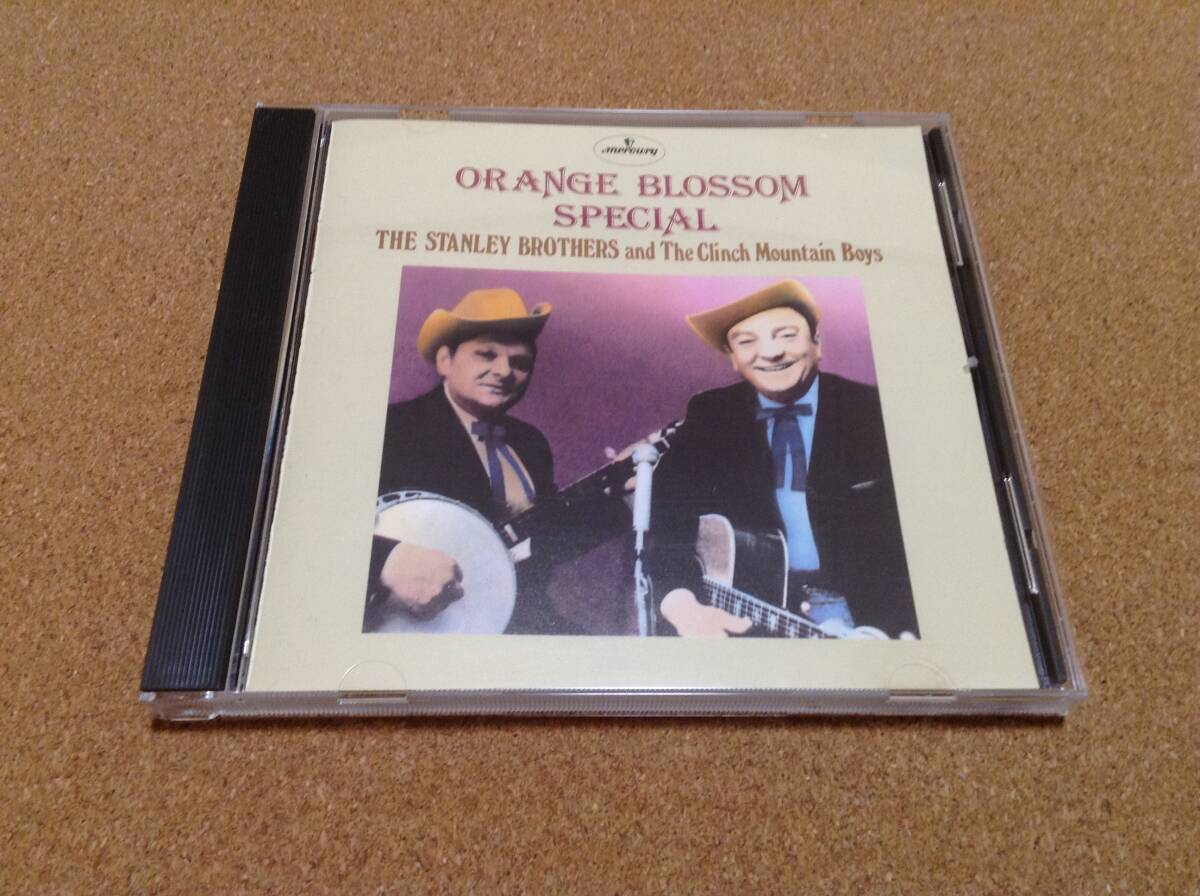 mercury
ORANGE BLOSSOM
SPECIAL
THE STANLEY BROTHERS and The Clinch Mountain Boys